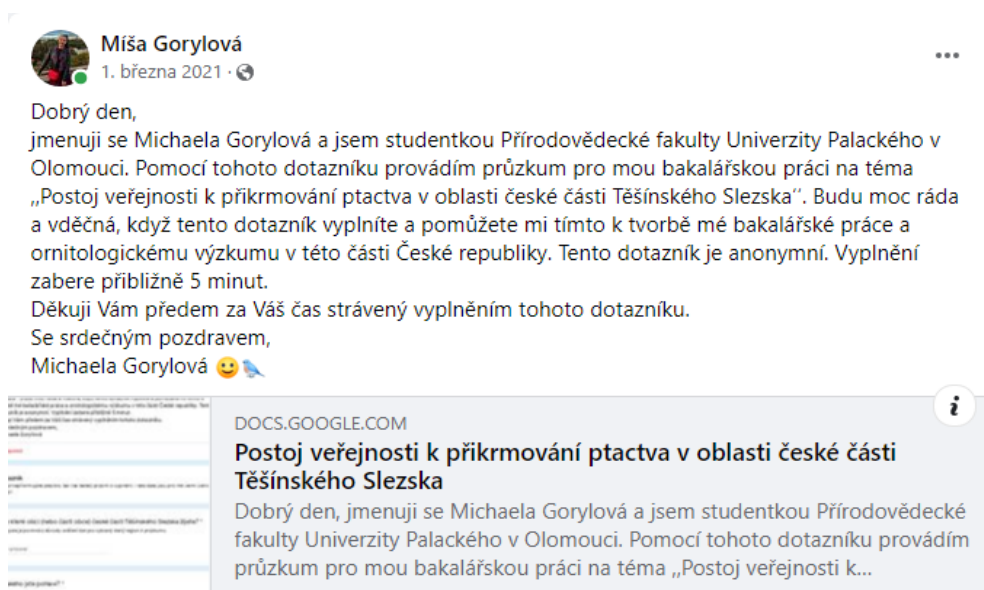 Míša Gorylová
1. března 2021 ·
Dobrý den,
jmenuji se Michaela Gorylová a jsem studentkou Přírodovědecké fakulty Univerzity Palackého v
Olomouci. Pomocí tohoto dotazníku provádím průzkum pro mou bakalářskou práci na téma
,,Postoj veřejnosti k přikrmování ptactva v oblasti české části Těšínského Slezska‘‘. Budu moc ráda
a vděčná, když tento dotazník vyplníte a pomůžete mi tímto k tvorbě mé bakalářské práce a
ornitologickému výzkumu v této části České republiky. Tento dotazník je anonymní. Vyplnění
zabere přibližně 5 minut.
Děkuji Vám předem za Váš čas strávený vyplněním tohoto dotazníku.
Se srdečným pozdravem,
Michaela Gorylová 🙂🐦
DOCS.GOOGLE.COM
Postoj veřejnosti k přikrmování ptactva v oblasti české části
Těšínského Slezska
Dobrý den, jmenuji se Michaela Gorylová a jsem studentkou Přírodovědecké
fakulty Univerzity Palackého v Olomouci. Pomocí tohoto dotazníku provádím
průzkum pro mou bakalářskou práci na téma ,,Postoj veřejnosti k...